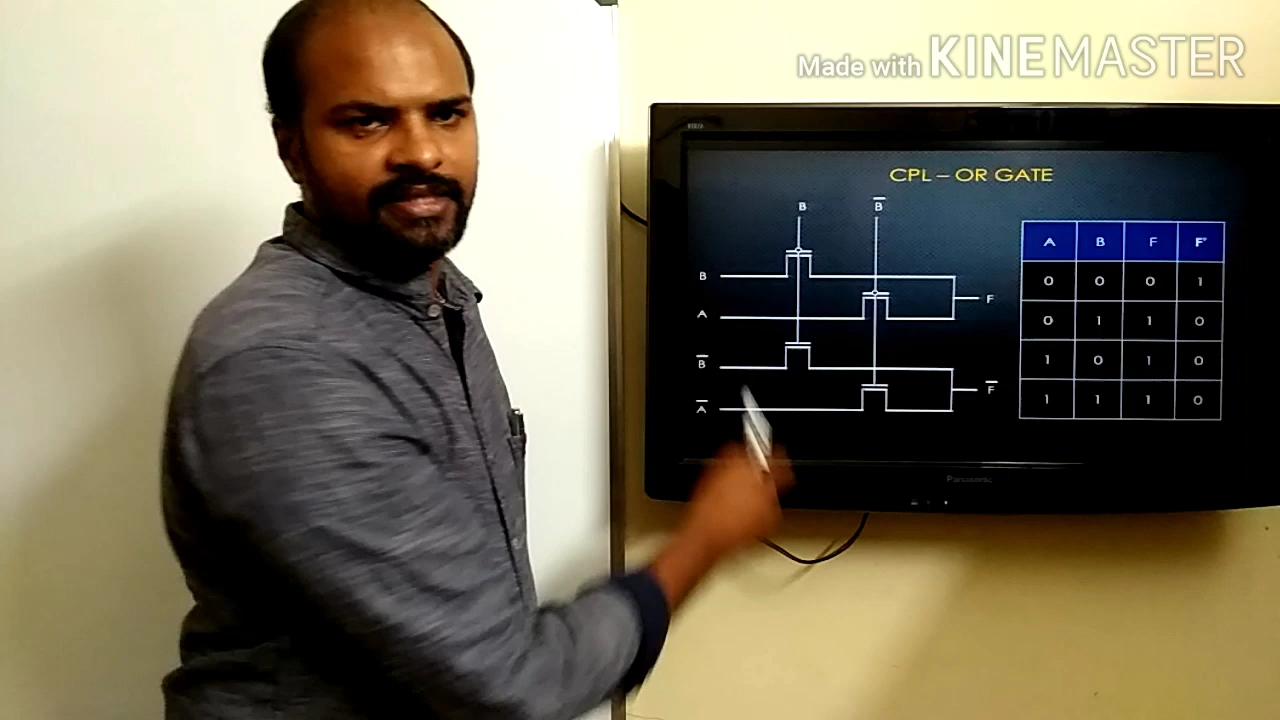 Made with KINEMASTER
CPL – OR GATE
B B̅
B
A
F
B̅
A̅
F̅
A B F F'
0 0 0 1
0 1 1 0
1 0 1 0
1 1 1 0
Panasonic